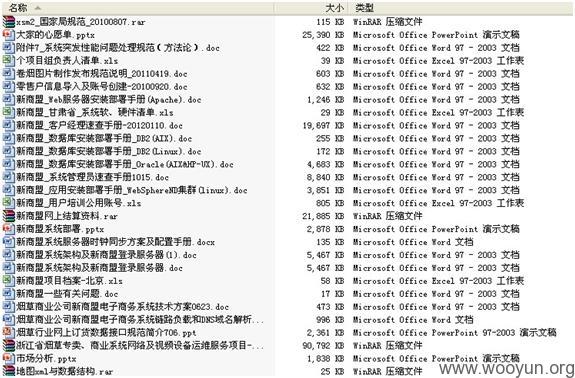 名称 大小 类型
xsm2_国家局规范_20100807.rar 115 KB WinRAR 压缩文件
大家的心愿单.pptx 25,390 KB Microsoft Office PowerPoint 演示文稿
附件7_系统突发性能问题处理规范(方法论).doc 422 KB Microsoft Word 97 - 2003 文档
个项目组负责人清单.xls 39 KB Microsoft Office Excel 97-2003 工作表
卷烟图片制作发布规范说明_20110419.doc 603 KB Microsoft Word 97 - 2003 文档
零售户信息导入及账号创建-20100920.doc 632 KB Microsoft Word 97 - 2003 文档
新商盟_Web服务器安装部署手册(Apache).doc 1,246 KB Microsoft Word 97 - 2003 文档
新商盟_甘肃省_系统软、硬件清单.xls 29 KB Microsoft Office Excel 97-2003 工作表
新商盟_客户经理速查手册-20120110.doc 19,697 KB Microsoft Word 97 - 2003 文档
新商盟_数据库安装部署手册_DB2(AIX).doc 255 KB Microsoft Word 97 - 2003 文档
新商盟_数据库安装部署手册_DB2(Linux).doc 172 KB Microsoft Word 97 - 2003 文档
新商盟_数据库安装部署手册_Oracle(AIX&HP-UX).doc 4,683 KB Microsoft Word 97 - 2003 文档
新商盟_系统管理员速查手册1015.doc 8,840 KB Microsoft Word 97 - 2003 文档
新商盟_应用安装部署手册_WebSphereND集群(Linux).doc 3,851 KB Microsoft Word 97 - 2003 文档
新商盟_用户培训公用账号.xls 805 KB Microsoft Office Excel 97-2003 工作表
新商盟网上结算资料.rar 21,885 KB WinRAR 压缩文件
新商盟系统部署.pptx 2,878 KB Microsoft Office PowerPoint 演示文稿
新商盟系统服务器时钟同步方案及配置手册.docx 135 KB Microsoft Word 文档
新商盟系统架构及新商盟登录服务器(1).doc 5,467 KB Microsoft Word 97 - 2003 文档
新商盟系统架构及新商盟登录服务器.doc 5,467 KB Microsoft Word 97 - 2003 文档
新商盟项目档案-北京.xls 58 KB Microsoft Office Excel 97-2003 工作表
新商盟一些有关问题.doc 17 KB Microsoft Word 97 - 2003 文档
烟草商业公司新商盟电子商务系统技术方案0623.doc 473 KB Microsoft Word 97 - 2003 文档
烟草商业公司新商盟电子商务系统链路负载和DNS域名解析... 996 KB Microsoft Word 文档
烟草行业网上订货数据接口规范简介706.ppt 2,361 KB Microsoft Office PowerPoint 97-2003 演示文稿
浙江省烟草专卖、商业系统网络及视频设备运维服务项目-... 90,792 KB WinRAR 压缩文件
市场分析.pptx 1,838 KB Microsoft Office PowerPoint 演示文稿
地图xml与数据结构.rar 25 KB WinRAR 压缩文件
www.wooyun.org